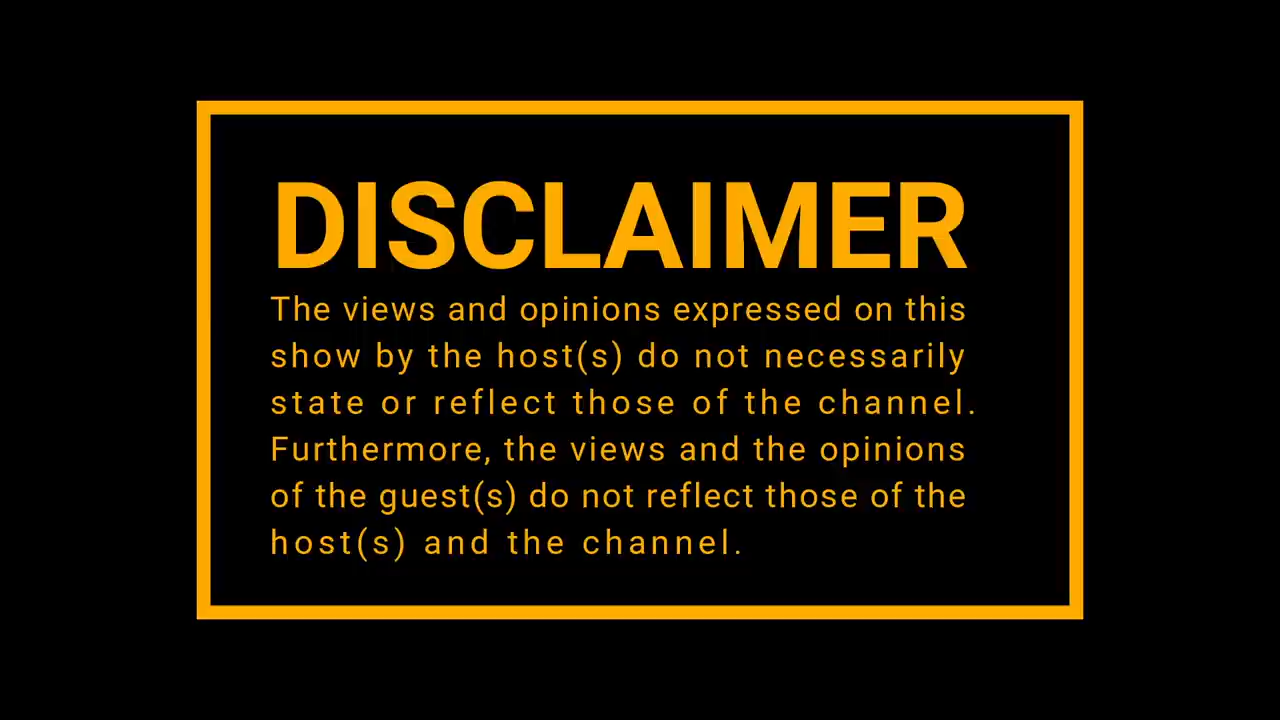 DISCLAIMER
The views and opinions expressed on this
show by the host(s) do not necessarily
state or reflect those of the channel.
Furthermore, the views and the opinions
of the guest(s) do not reflect those of the
host(s) and the channel.